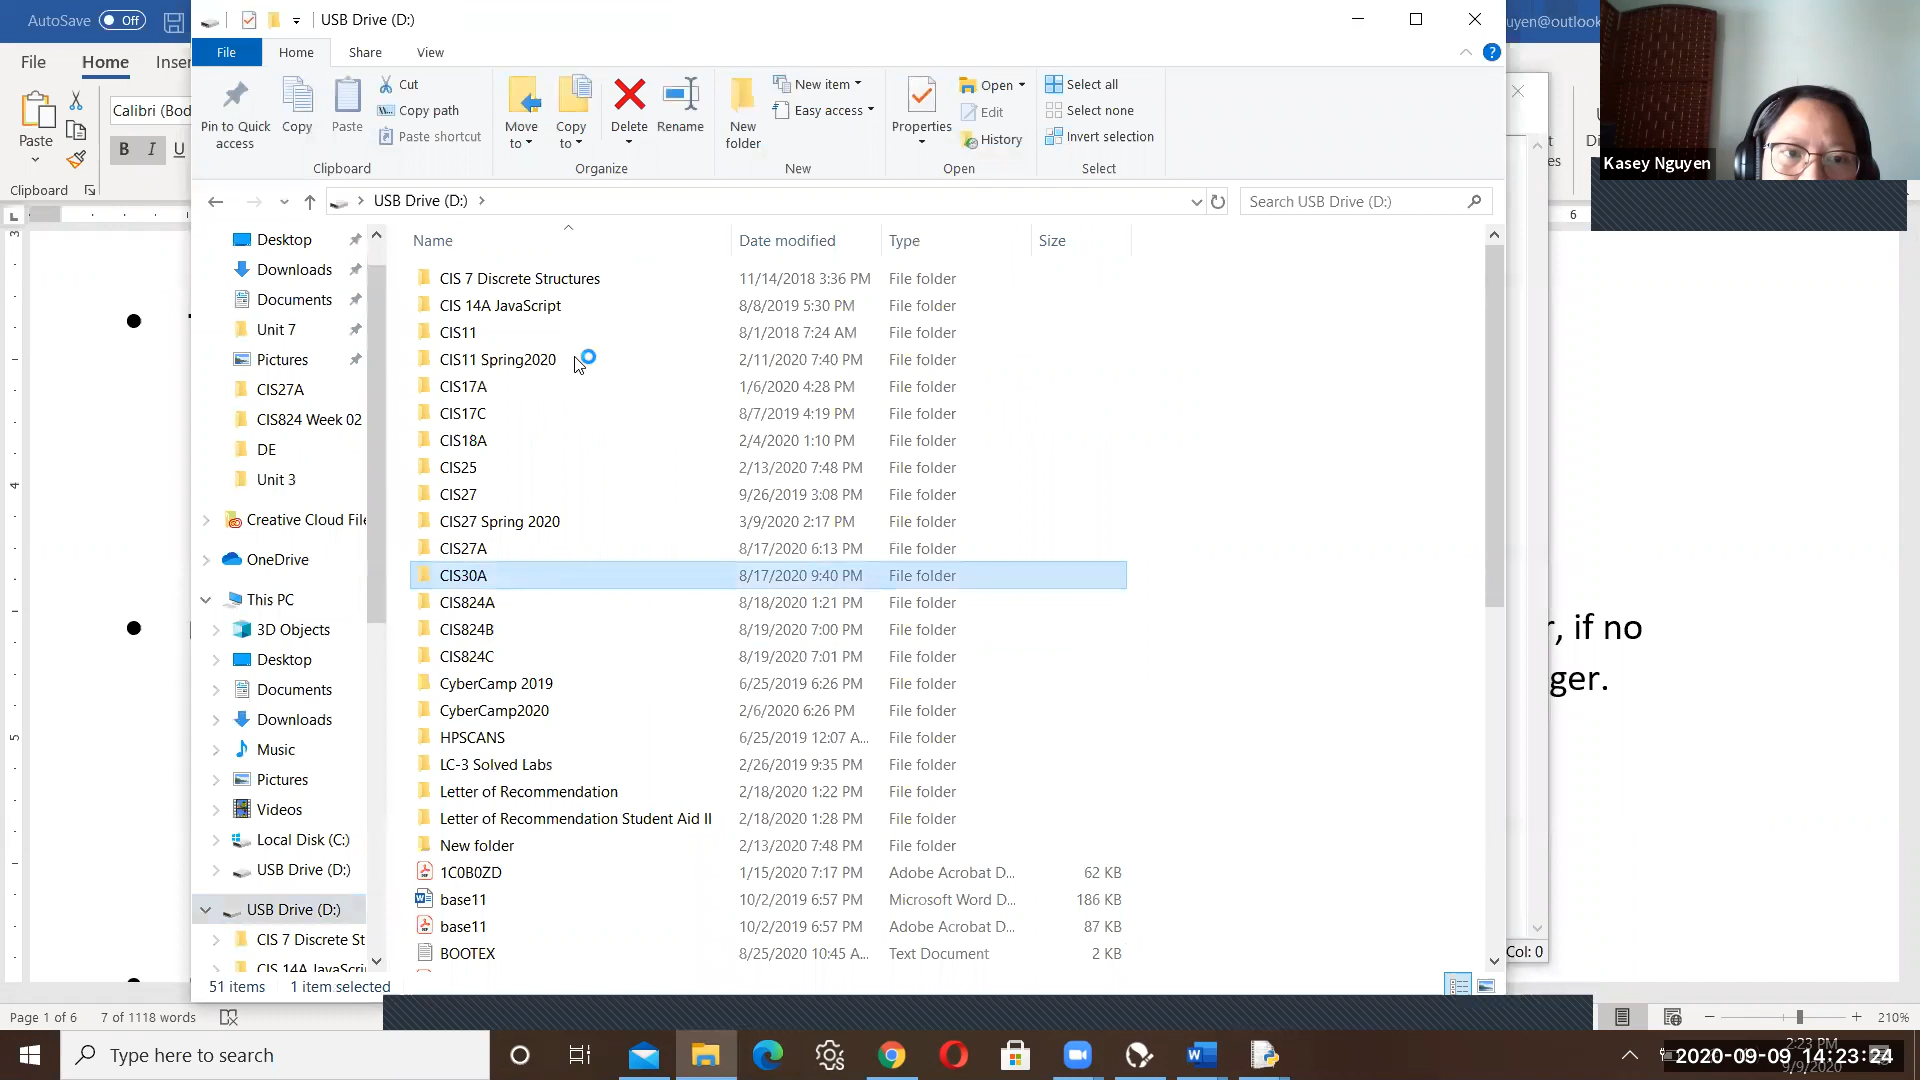 AutoSave Off
USB Drive (D:)
uyen@outlook
File Home Inser
File Home Share View
Calibri (Bod
Paste
B I U
Clipboard
Pin to Quick access
Copy
Paste
Cut
Copy path
Paste shortcut
Clipboard
Move to
Copy to
Delete
Rename
Organize
New folder
New item
Easy access
New
Properties
Open
Edit
History
Open
Select all
Select none
Invert selection
Select
Kasey Nguyen
USB Drive (D:)
Search USB Drive (D:)
6
Name Date modified Type Size
Desktop
Downloads
Documents
Unit 7
Pictures
CIS27A
CIS824 Week 02
DE
Unit 3
Creative Cloud File
OneDrive
This PC
3D Objects
Desktop
Documents
Downloads
Music
Pictures
Videos
Local Disk (C:)
USB Drive (D:)
USB Drive (D:)
CIS 7 Discrete St
CIS 14A JavaScri
CIS 7 Discrete Structures 11/14/2018 3:36 PM File folder
CIS 14A JavaScript 8/8/2019 5:30 PM File folder
CIS11 8/1/2018 7:24 AM File folder
CIS11 Spring2020 2/11/2020 7:40 PM File folder
CIS17A 1/6/2020 4:28 PM File folder
CIS17C 8/7/2019 4:19 PM File folder
CIS18A 2/4/2020 1:10 PM File folder
CIS25 2/13/2020 7:48 PM File folder
CIS27 9/26/2019 3:08 PM File folder
CIS27 Spring 2020 3/9/2020 2:17 PM File folder
CIS27A 8/17/2020 6:13 PM File folder
CIS30A 8/17/2020 9:40 PM File folder
CIS824A 8/18/2020 1:21 PM File folder
CIS824B 8/19/2020 7:00 PM File folder
CIS824C 8/19/2020 7:01 PM File folder
CyberCamp 2019 6/25/2019 6:26 PM File folder
CyberCamp2020 2/6/2020 6:26 PM File folder
HPSCANS 6/25/2019 12:07 A... File folder
LC-3 Solved Labs 2/26/2019 9:35 PM File folder
Letter of Recommendation 2/18/2020 1:22 PM File folder
Letter of Recommendation Student Aid II 2/18/2020 1:28 PM File folder
New folder 2/13/2020 7:48 PM File folder
1C0B0ZD 1/15/2020 7:17 PM Adobe Acrobat D... 62 KB
base11 10/2/2019 6:57 PM Microsoft Word D... 186 KB
base11 10/2/2019 6:57 PM Adobe Acrobat D... 87 KB
BOOTEX 8/25/2020 10:45 A... Text Document 2 KB
, if no
ger.
Col: 0
51 items 1 item selected
Page 1 of 6 7 of 1118 words
210%
Type here to search
2:23 PM
9/9/2020
2020-09-09 14:23:24
3
4
5